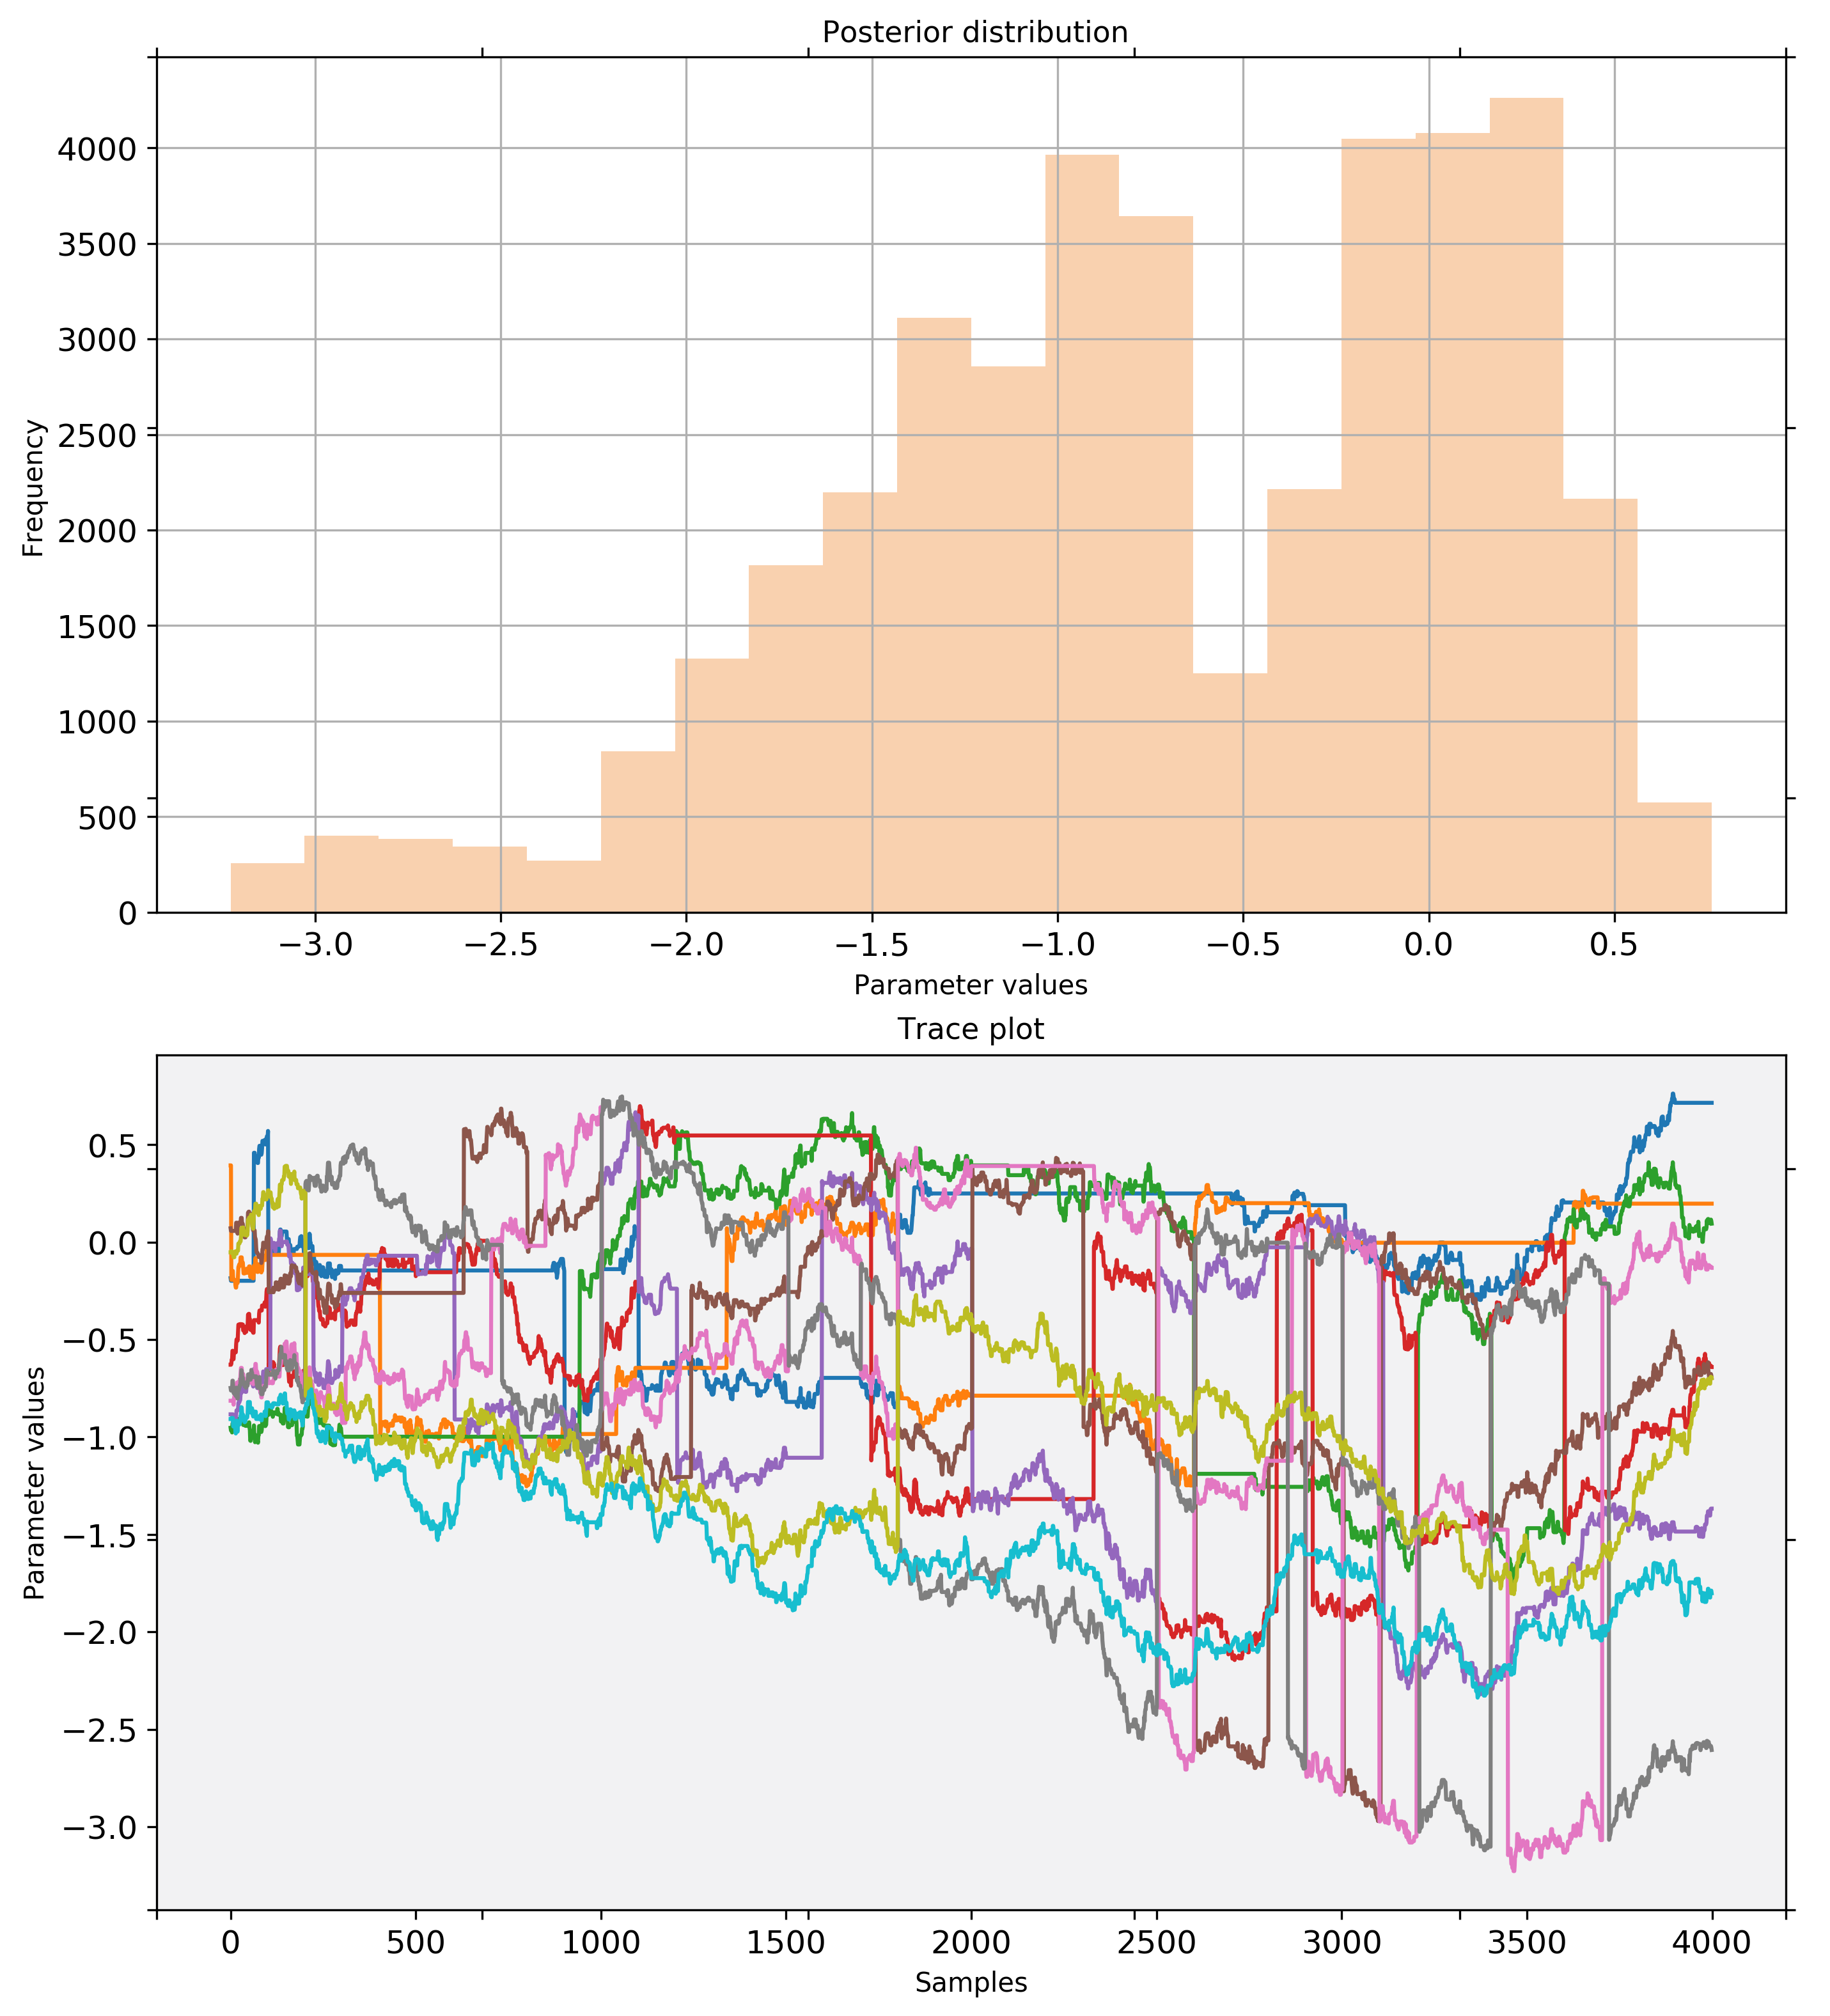 Posterior distribution
Frequency
4000
3500
3000
2500
2000
1500
1000
500
0
−3.0 −2.5 −2.0 −1.5 −1.0 −0.5 0.0 0.5
Parameter values
Trace plot
Parameter values
0.5
0.0
−0.5
−1.0
−1.5
−2.0
−2.5
−3.0
0 500 1000 1500 2000 2500 3000 3500 4000
Samples